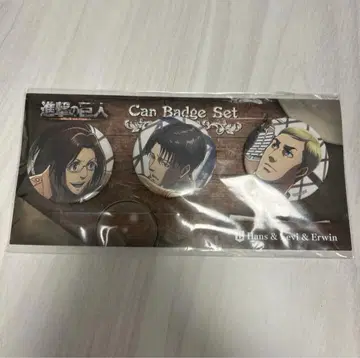 進撃の巨人
Can Badge Set
Hans & Levi & Erwin